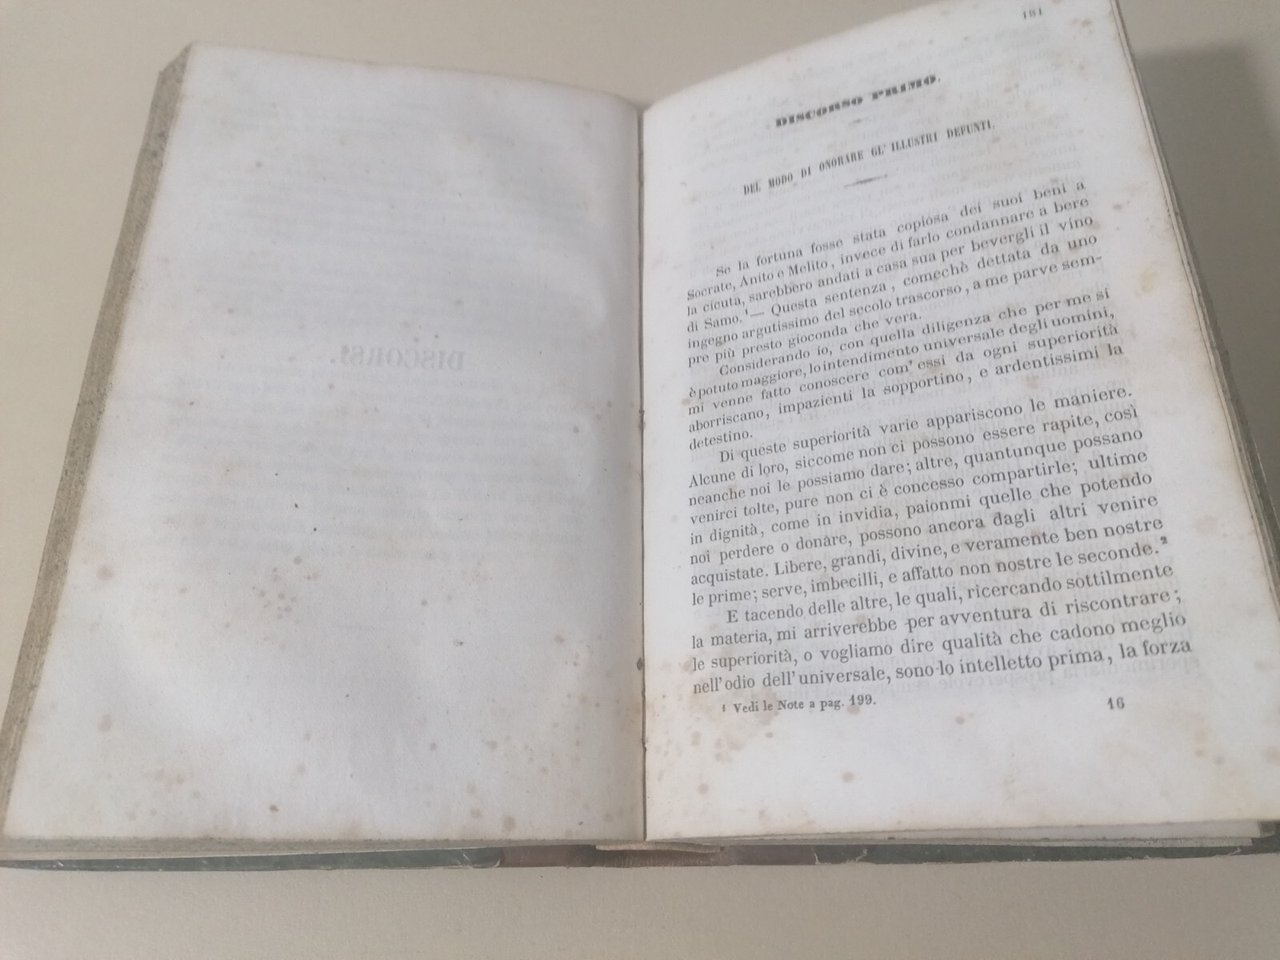 DISCORSI.
181
DISCORSO PRIMO.
DEL MODO DI ONORARE GL' ILLUSTRI DEFUNTI.
Se la fortuna fosse stata copiosa dei suoi beni a
Socrate, Anito e Melito, invece di farlo condannare a bere
la cicuta, sarebbero andati a casa sua per bevergli il vino
di Samo.¹— Questa sentenza, comechè dettata da uno
ingegno argutissimo del secolo trascorso, a me parve sem-
pre più presto gioconda che vera.
Considerando io, con quella diligenza che per me si
è potuto maggiore, lo intendimento universale degli uomini,
mi venne fatto conoscere com' essi da ogni superiorità
aborriscano, impazienti la sopportino, e ardentissimi la
detestino.
Di queste superiorità varie appariscono le maniere.
Alcune di loro, siccome non ci possono essere rapite, così
neanche noi le possiamo dare; altre, quantunque possano
venirci tolte, pure non ci è concesso compartirle; ultime
in dignità, come in invidia, paionmi quelle che potendo
noi perdere o donare, possono ancora dagli altri venire
acquistate. Libere, grandi, divine, e veramente ben nostre
le prime; serve, imbecilli, e affatto non nostre le seconde.²
E tacendo delle altre, le quali, ricercando sottilmente
la materia, mi arriverebbe per avventura di riscontrare;
le superiorità, o vogliamo dire qualità che cadono meglio
nell'odio dell'universale, sono lo intelletto prima, la forza
¹ Vedi le Note a pag. 199.
16